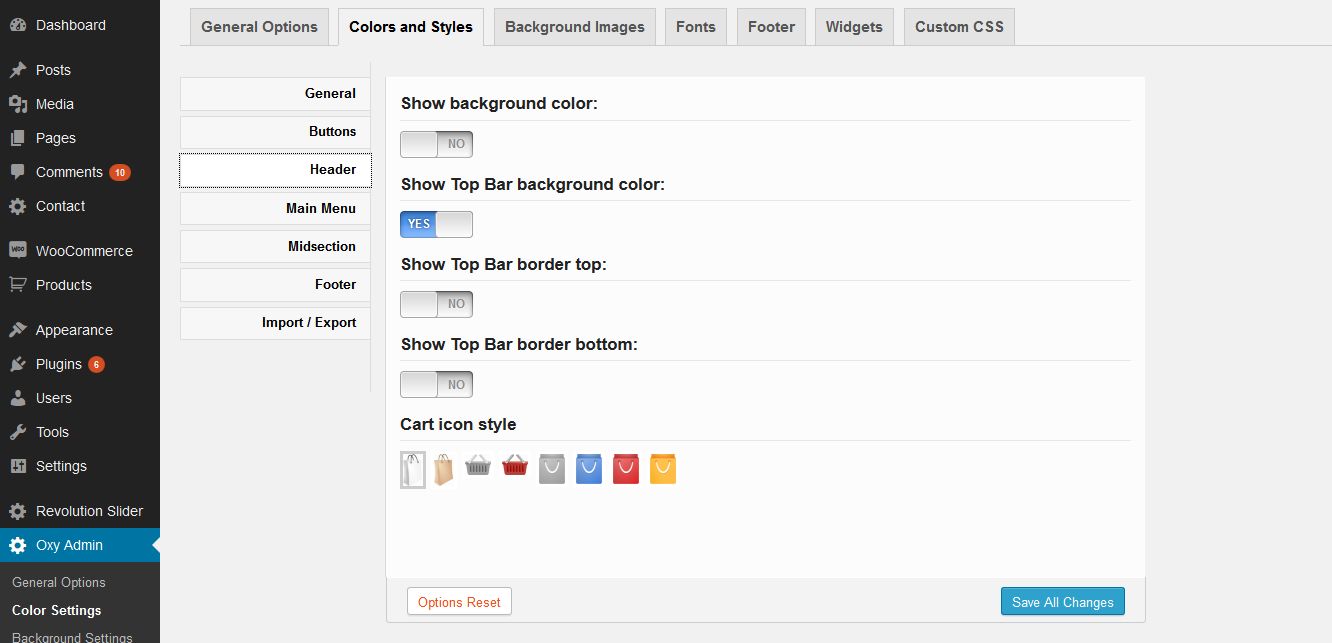 Dashboard
Posts
Media
Pages
Comments 10
Contact
WOO WooCommerce
Products
Appearance
Plugins 6
Users
Tools
Settings
Revolution Slider
Oxy Admin
General Options
Color Settings
Background Settings
General Options Colors and Styles Background Images Fonts Footer Widgets Custom CSS
General
Buttons
Header
Main Menu
Midsection
Footer
Import / Export
Show background color:
NO
Show Top Bar background color:
YES
Show Top Bar border top:
NO
Show Top Bar border bottom:
NO
Cart icon style
Options Reset Save All Changes